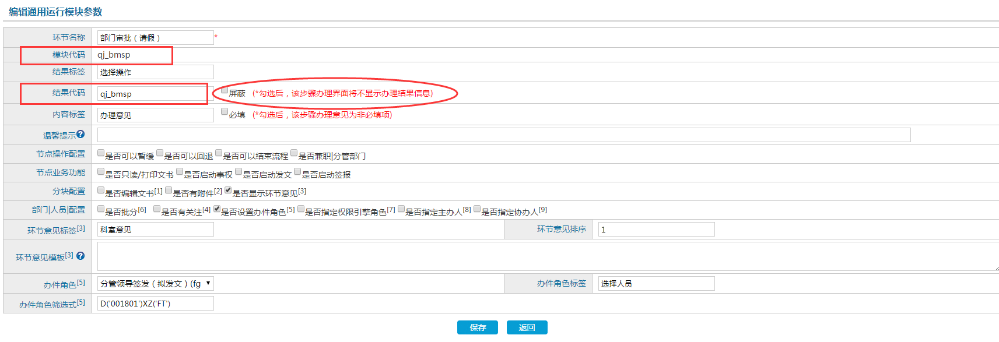 编辑通用运行模块参数
环节名称 部门审批（请假） *
模块代码 qj_bmsp
结果标签 选择操作
结果代码 qj_bmsp 屏蔽 (*勾选后，该步骤办理界面将不显示办理结果信息)
内容标签 办理意见 必填 (*勾选后，该步骤办理意见为非必填项)
温馨提示
节点操作配置 是否可以暂缓 是否可以回退 是否可以结束流程 是否兼职|分管部门
节点业务功能 是否只读/打印文书 是否启动事权 是否启动发文 是否启动签报
分块配置 是否编辑文书[1] 是否有附件[2] 是否显示环节意见[3]
部门|人员|配置 是否批分[6] 是否有关注[4] 是否设置办件角色[5] 是否指定权限引擎角色[7] 是否指定主办人[8] 是否指定协办人[9]
环节意见标签[3] 科室意见 环节意见排序 1
环节意见模板[3]
办件角色[5] 分管领导签发（拟发文）(fg 办件角色标签 选择人员
办件角色筛选式[5] D('001801')XZ('FT')
保存 返回